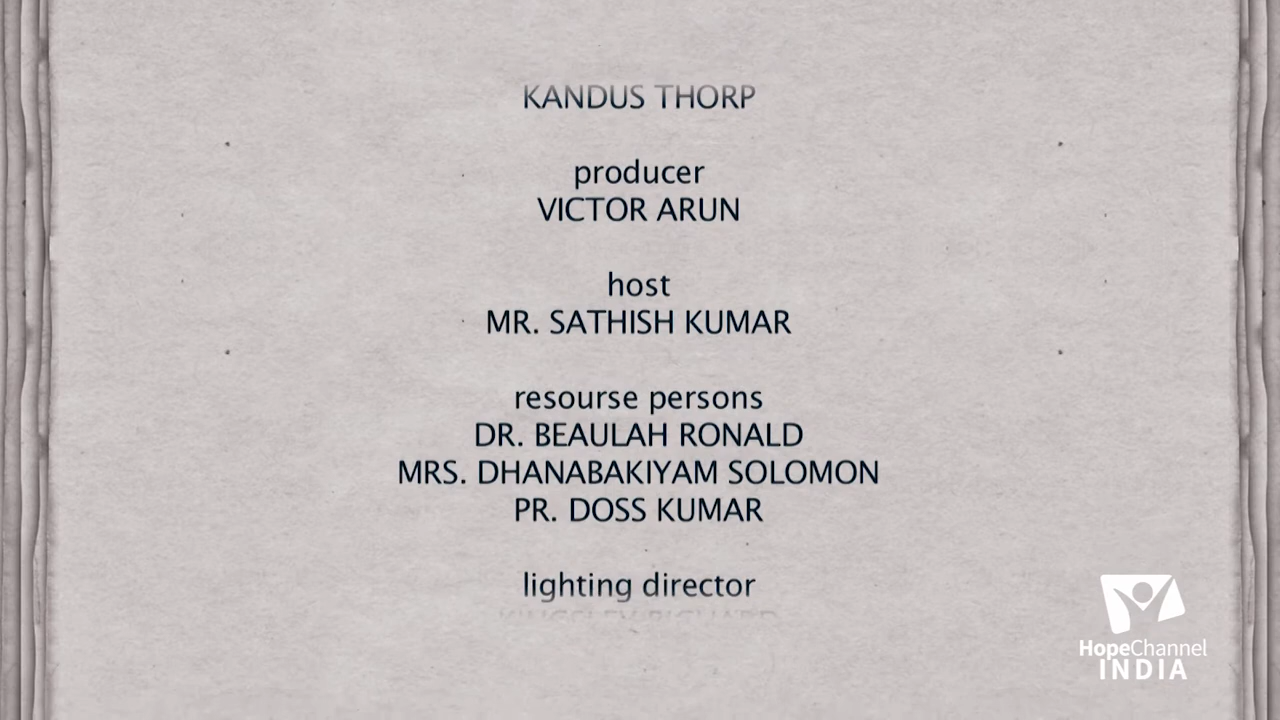 KANDUS THORP
producer
VICTOR ARUN
host
MR. SATHISH KUMAR
resourse persons
DR. BEAULAH RONALD
MRS. DHANABAKIYAM SOLOMON
PR. DOSS KUMAR
lighting director
HopeChannel
INDIA